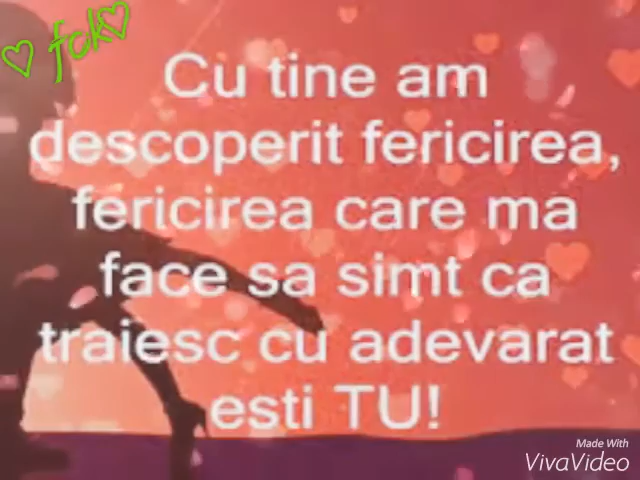 ♡ fck♡
Cu tine am
descoperit fericirea,
fericirea care ma
face sa simt ca
traiesc cu adevarat
esti TU!
Made With
VivaVideo